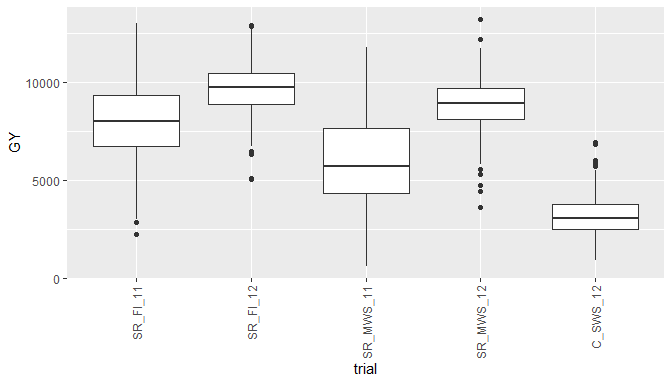 GY
10000
5000
0
SR_FI_11
SR_FI_12
SR_MWS_11
SR_MWS_12
C_SWS_12
trial